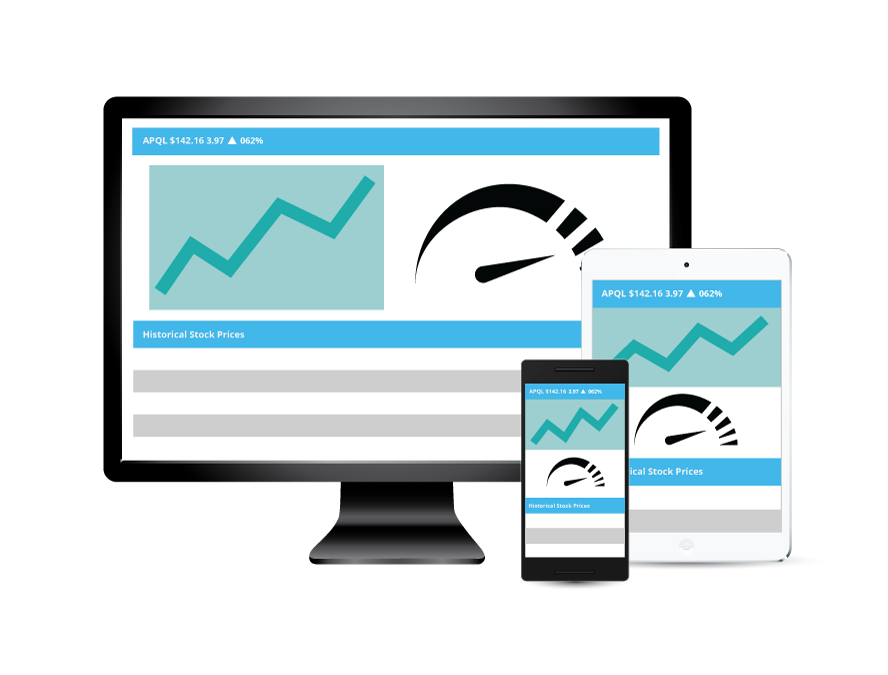 APQL $142.16 3.97 ▲ 062%
Historical Stock Prices
APQL $142.16 3.97 ▲ 062%
ical Stock Prices
APQL $142.16 3.97 ▲ 062%
Historical Stock Prices